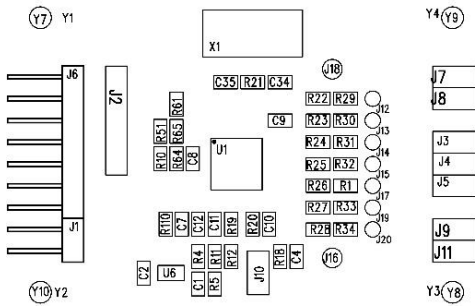 Y7 Y1 Y4 Y9
X1
J6 J2 J18 J7
C35 R21 C34 J8
R61 R22 R29 J12
R51 R65 C9 R23 R30 J13
R10 R64 C8 U1 R24 R31 J14 J3
R25 R32 J15 J4
R26 R1 J17 J5
R27 R33 J19
J1 R110 C7 C12 C11 R19 R20 C10 R28 R34 J20 J9
R4 R11 R12 R18 C4 J16 J11
C2 U6 C1 R5 J10
Y10 Y2 Y3 Y8